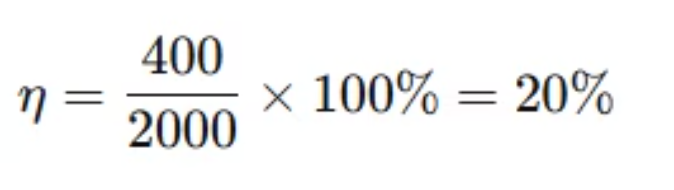 η = 400/2000 × 100% = 20%